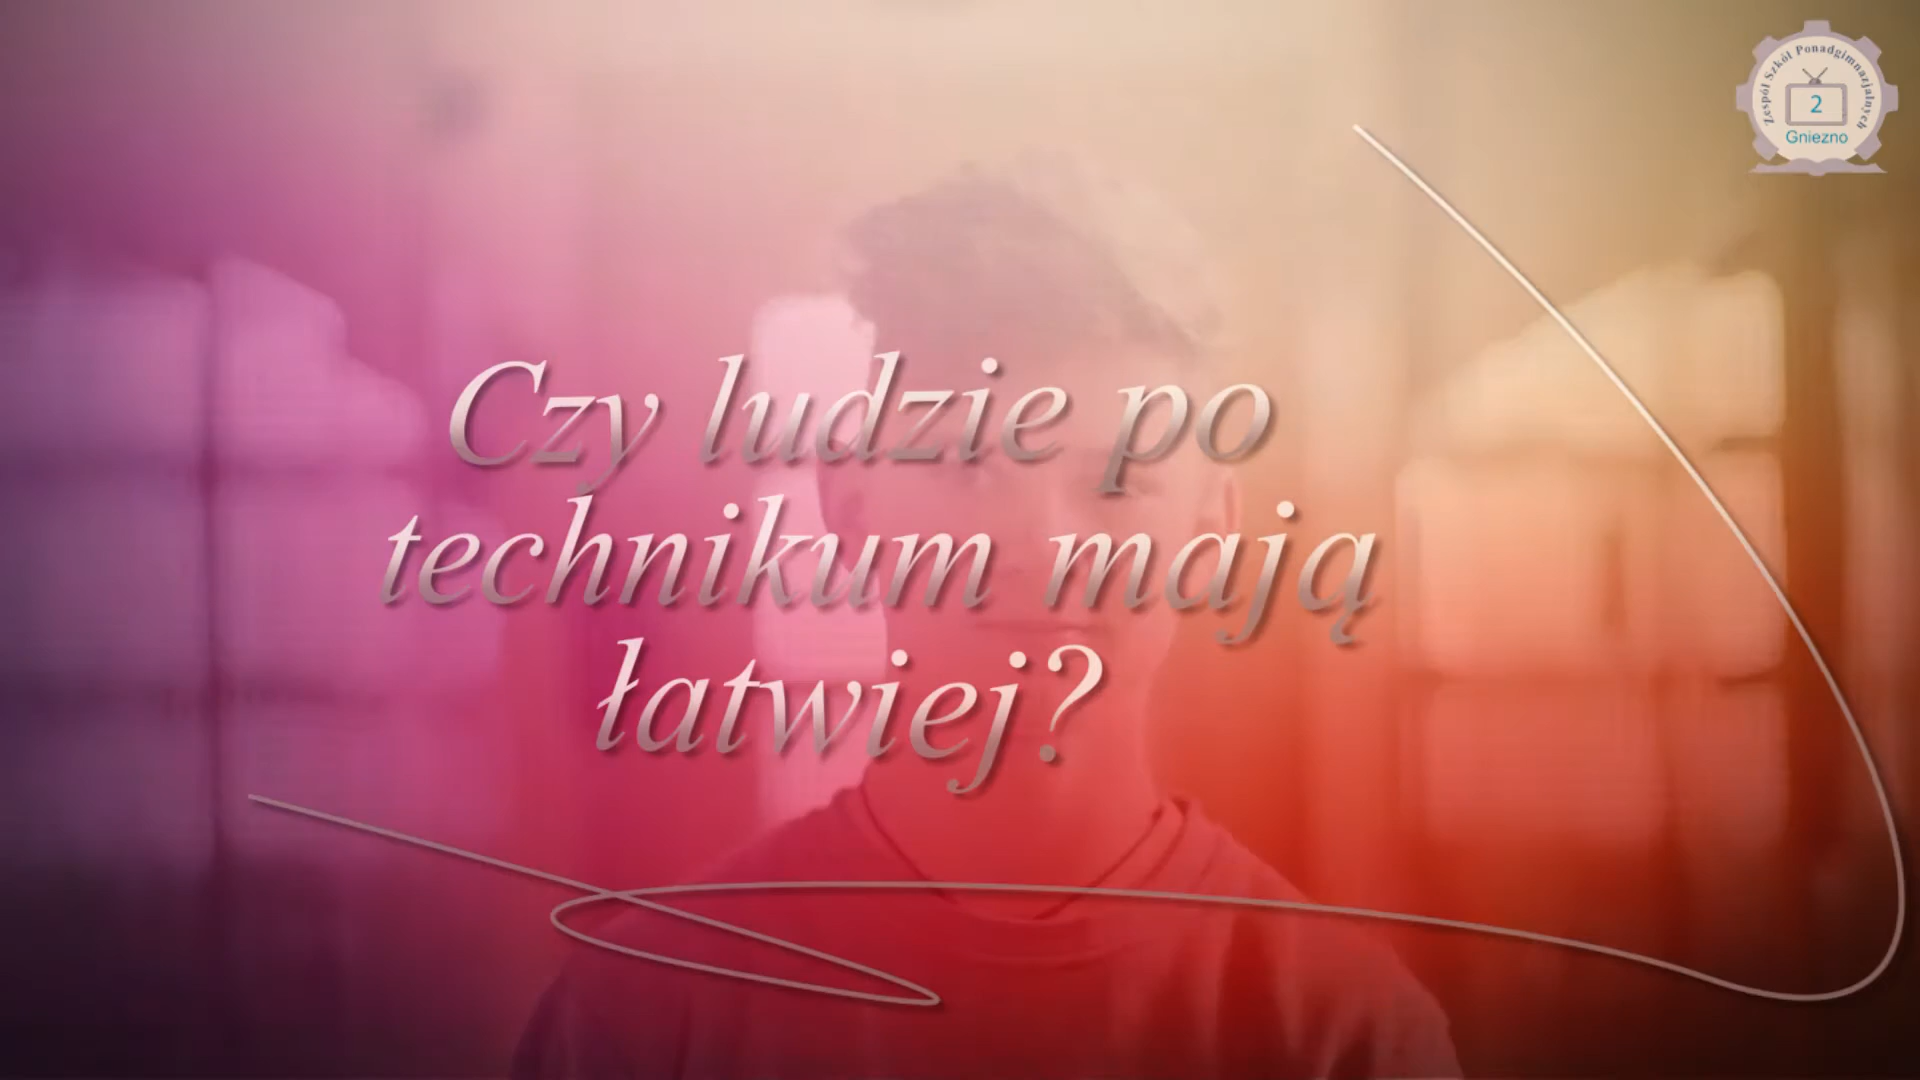 Zespół Szkół Ponadgimnazjalnych
2
Gniezno
Czy ludzie po
technikum mają
łatwiej?